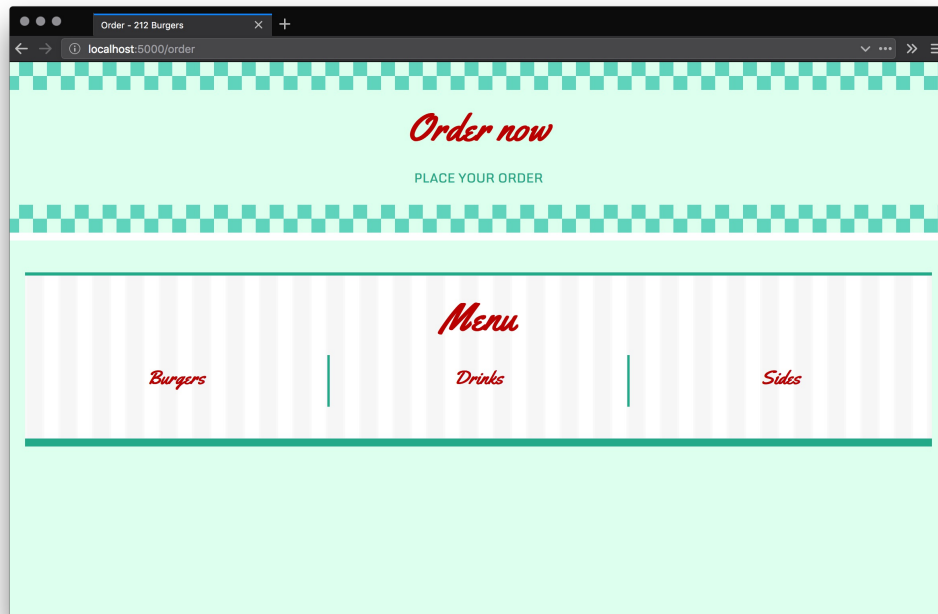 Order - 212 Burgers
localhost:5000/order
Order now
PLACE YOUR ORDER
Menu
Burgers
Drinks
Sides